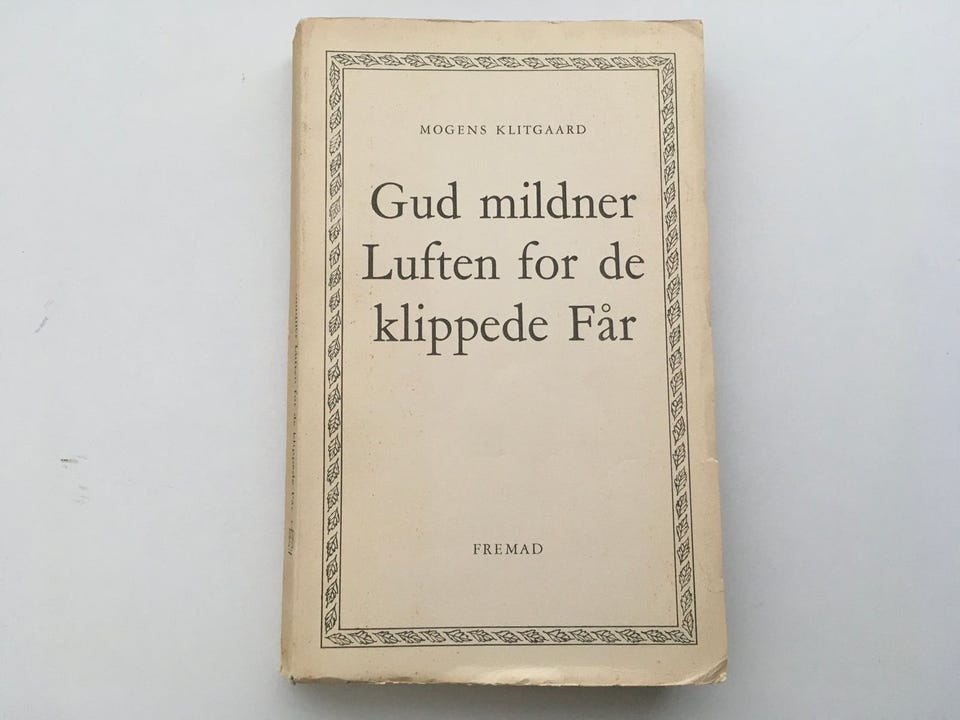 MOGENS KLITGAARD
Gud mildner
Luften for de
klippede Får
FREMAD